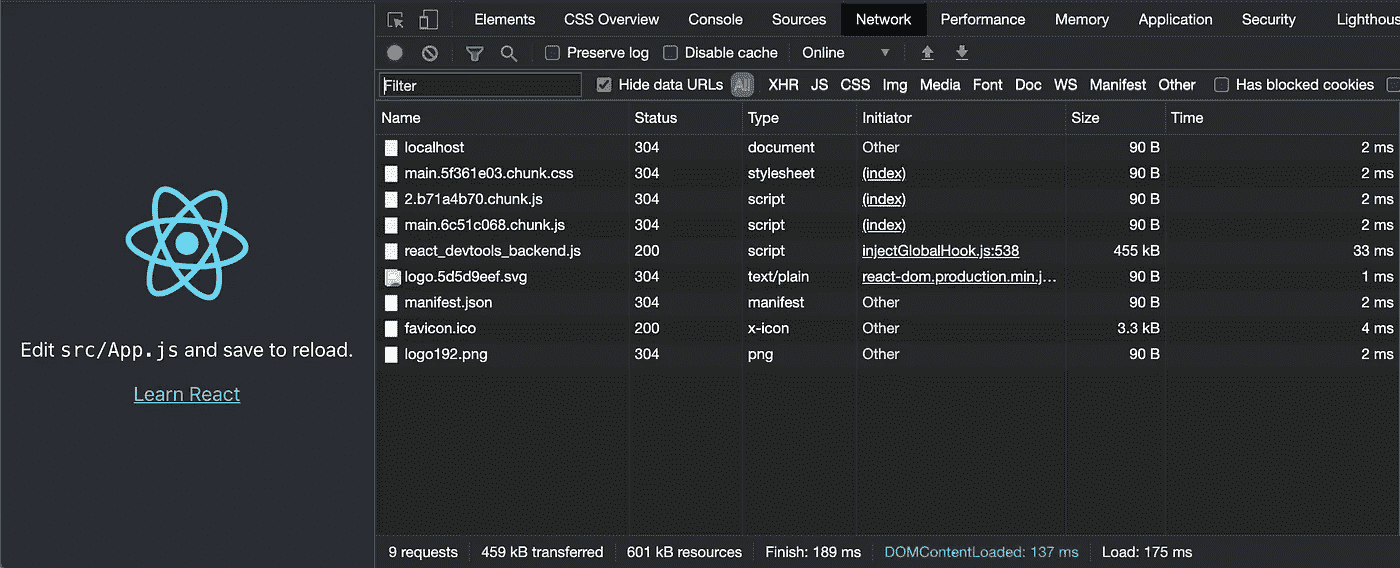 Edit src/App.js and save to reload.
Learn React
Elements CSS Overview Console Sources Network Performance Memory Application Security Lighthous
Preserve log Disable cache Online
Filter Hide data URLs All XHR JS CSS Img Media Font Doc WS Manifest Other Has blocked cookies
Name Status Type Initiator Size Time
localhost 304 document Other 90 B 2 ms
main.5f361e03.chunk.css 304 stylesheet (index) 90 B 2 ms
2.b71a4b70.chunk.js 304 script (index) 90 B 2 ms
main.6c51c068.chunk.js 304 script (index) 90 B 2 ms
react_devtools_backend.js 200 script injectGlobalHook.js:538 455 kB 33 ms
logo.5d5d9eef.svg 304 text/plain react-dom.production.min.j… 90 B 1 ms
manifest.json 304 manifest Other 90 B 2 ms
favicon.ico 200 x-icon Other 3.3 kB 4 ms
logo192.png 304 png Other 90 B 2 ms
9 requests 459 kB transferred 601 kB resources Finish: 189 ms DOMContentLoaded: 137 ms Load: 175 ms